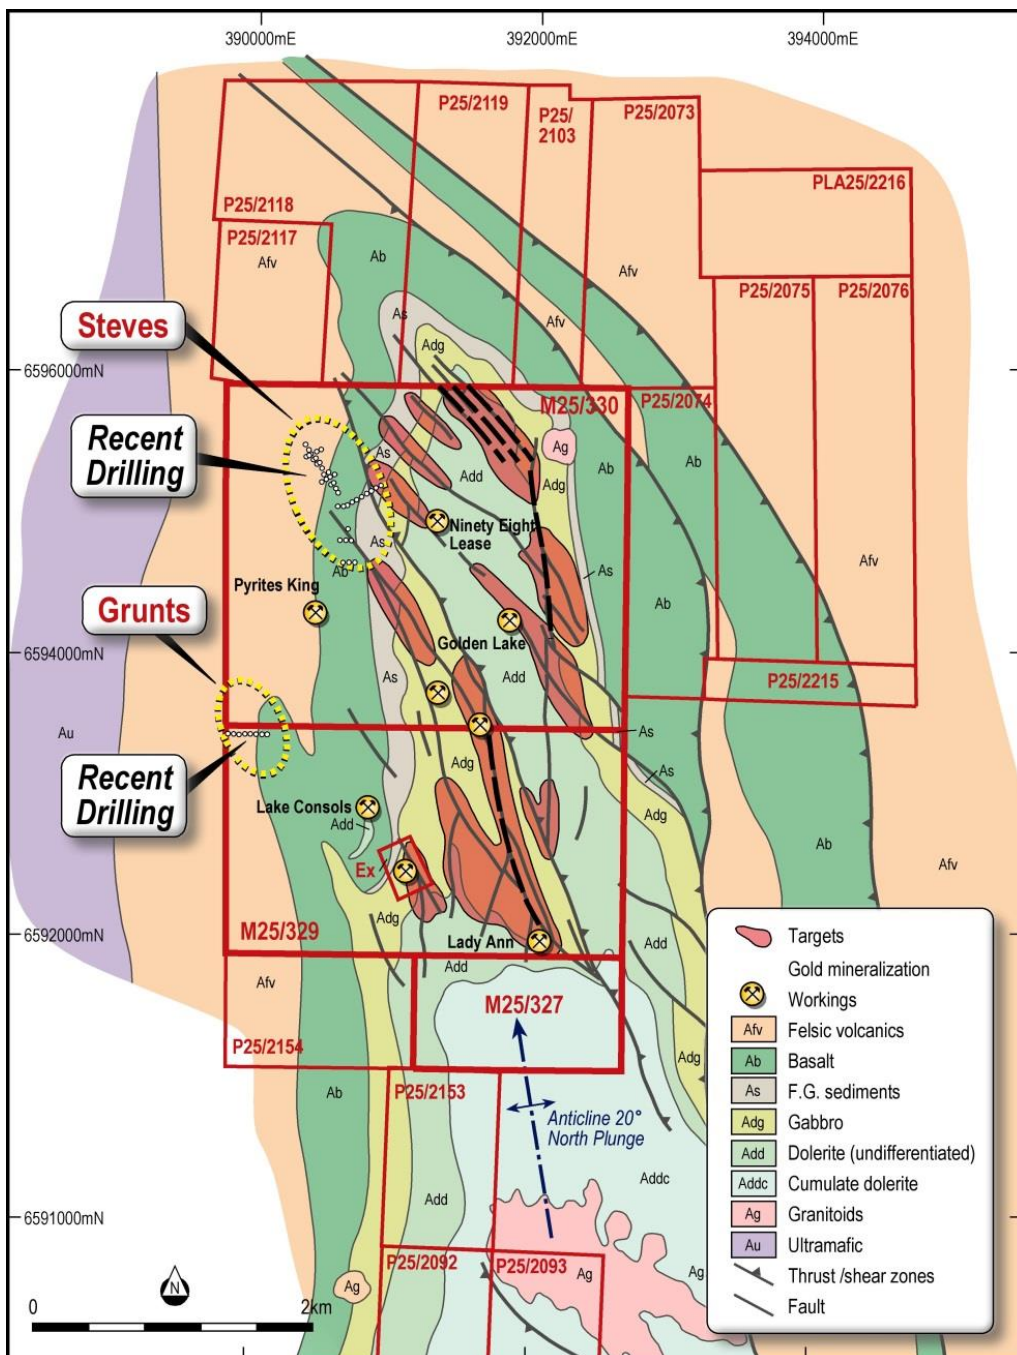 390000mE
392000mE
394000mE
P25/2119
P25/
2103
P25/2073
PLA25/2216
P25/2118
P25/2117
Afv
Ab
Afv
P25/2075
P25/2076
Steves
As
Afv
Adg
6596000mN
M25/330
P25/2074
Recent
Drilling
As
Ag
Ab
Ab
Add
Adg
Ninety Eight
Lease
As
Afv
As
Ab
Pyrites King
Ab
Grunts
Golden Lake
6594000mN
As
Add
P25/2215
Au
As
Adg
As
Recent
Drilling
Lake Consols
Add
Adg
Ab
Ex
Afv
Adg
M25/329
6592000mN
Lady Ann
Add
Add
Afv
M25/327
P25/2154
Adg
P25/2153
Ab
Anticline 20°
North Plunge
Addc
Add
6591000mN
P25/2092
P25/2093
Ag
Ag
Ag
N
0
2km
Targets
Gold mineralization
Workings
Afv
Felsic volcanics
Ab
Basalt
As
F.G. sediments
Adg
Gabbro
Add
Dolerite (undifferentiated)
Addc
Cumulate dolerite
Ag
Granitoids
Au
Ultramafic
Thrust /shear zones
Fault